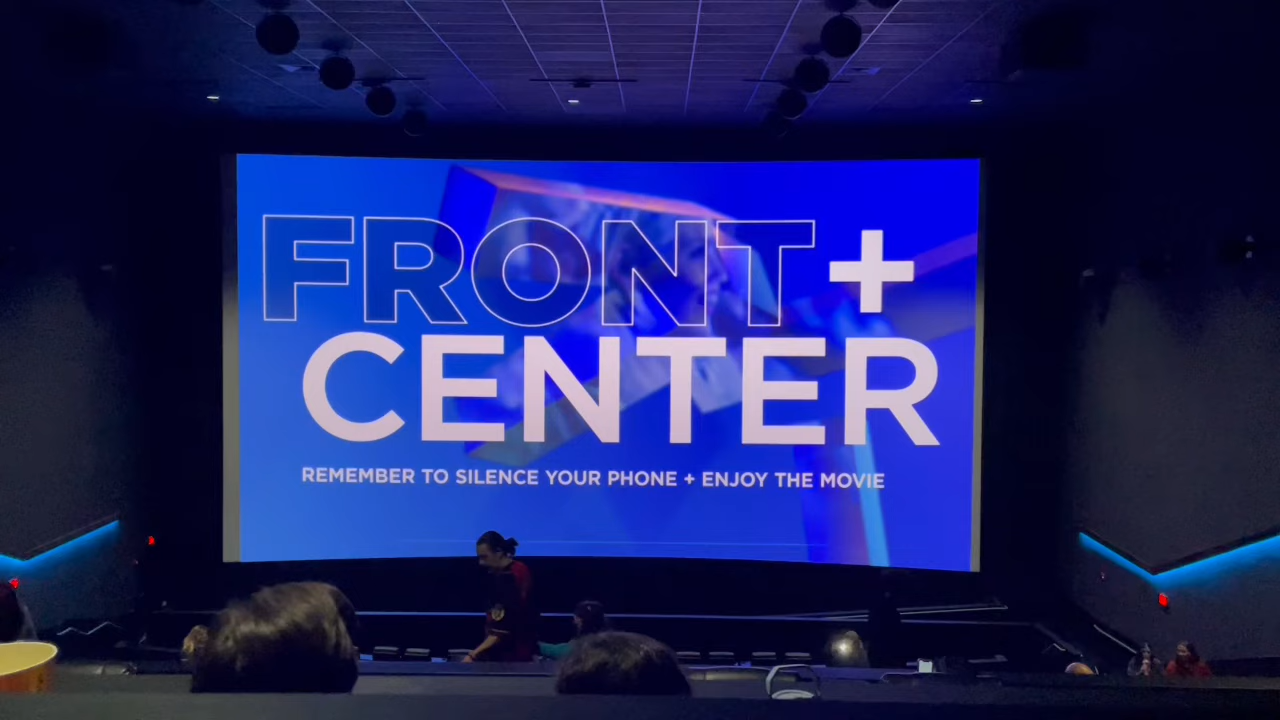 FRONT +
CENTER
REMEMBER TO SILENCE YOUR PHONE + ENJOY THE MOVIE